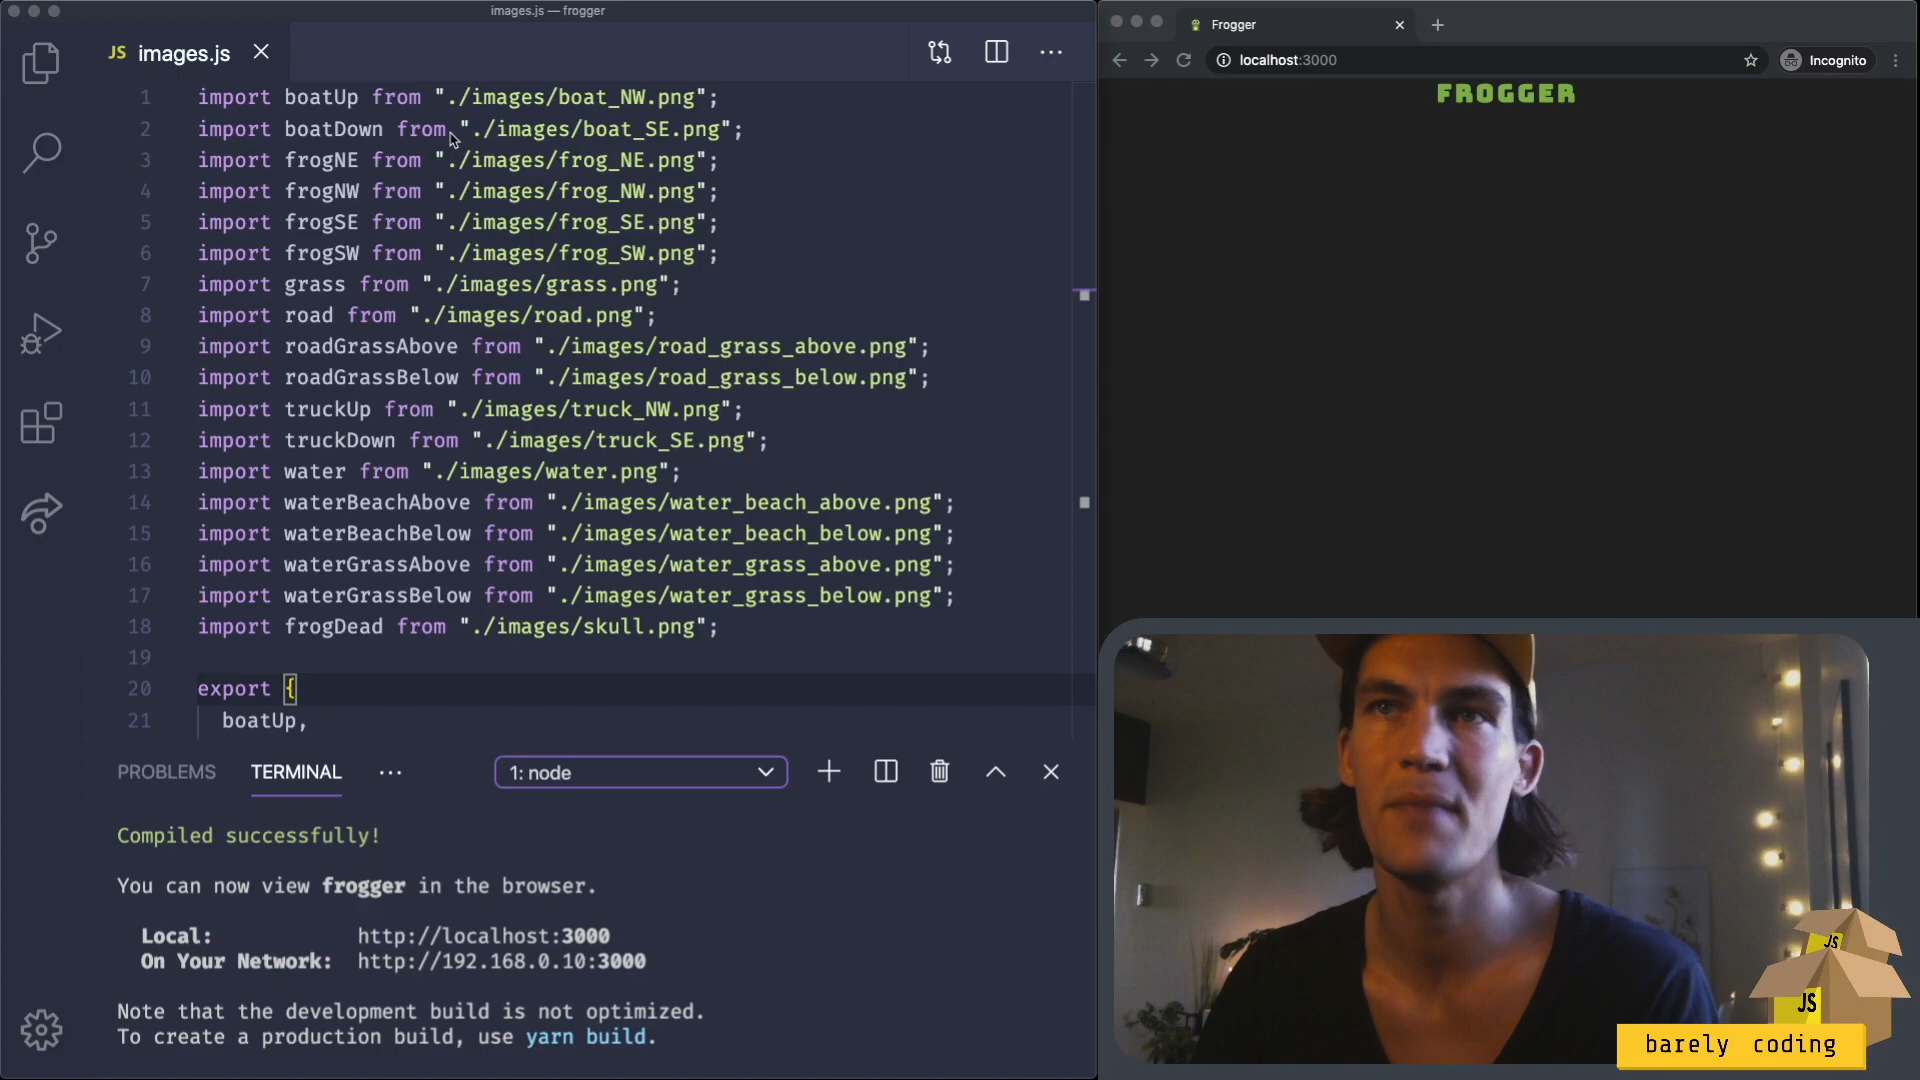 images.js — frogger
JS images.js
1 import boatUp from "./images/boat_NW.png";
2 import boatDown from "./images/boat_SE.png";
3 import frogNE from "./images/frog_NE.png";
4 import frogNW from "./images/frog_NW.png";
5 import frogSE from "./images/frog_SE.png";
6 import frogSW from "./images/frog_SW.png";
7 import grass from "./images/grass.png";
8 import road from "./images/road.png";
9 import roadGrassAbove from "./images/road_grass_above.png";
10 import roadGrassBelow from "./images/road_grass_below.png";
11 import truckUp from "./images/truck_NW.png";
12 import truckDown from "./images/truck_SE.png";
13 import water from "./images/water.png";
14 import waterBeachAbove from "./images/water_beach_above.png";
15 import waterBeachBelow from "./images/water_beach_below.png";
16 import waterGrassAbove from "./images/water_grass_above.png";
17 import waterGrassBelow from "./images/water_grass_below.png";
18 import frogDead from "./images/skull.png";
19
20 export {
21 boatUp,
PROBLEMS TERMINAL ··· 1: node
Compiled successfully!
You can now view frogger in the browser.
Local: http://localhost:3000
On Your Network: http://192.168.0.10:3000
Note that the development build is not optimized.
To create a production build, use yarn build.
Frogger
localhost:3000
Incognito
FROGGER
JS
JS
barely coding